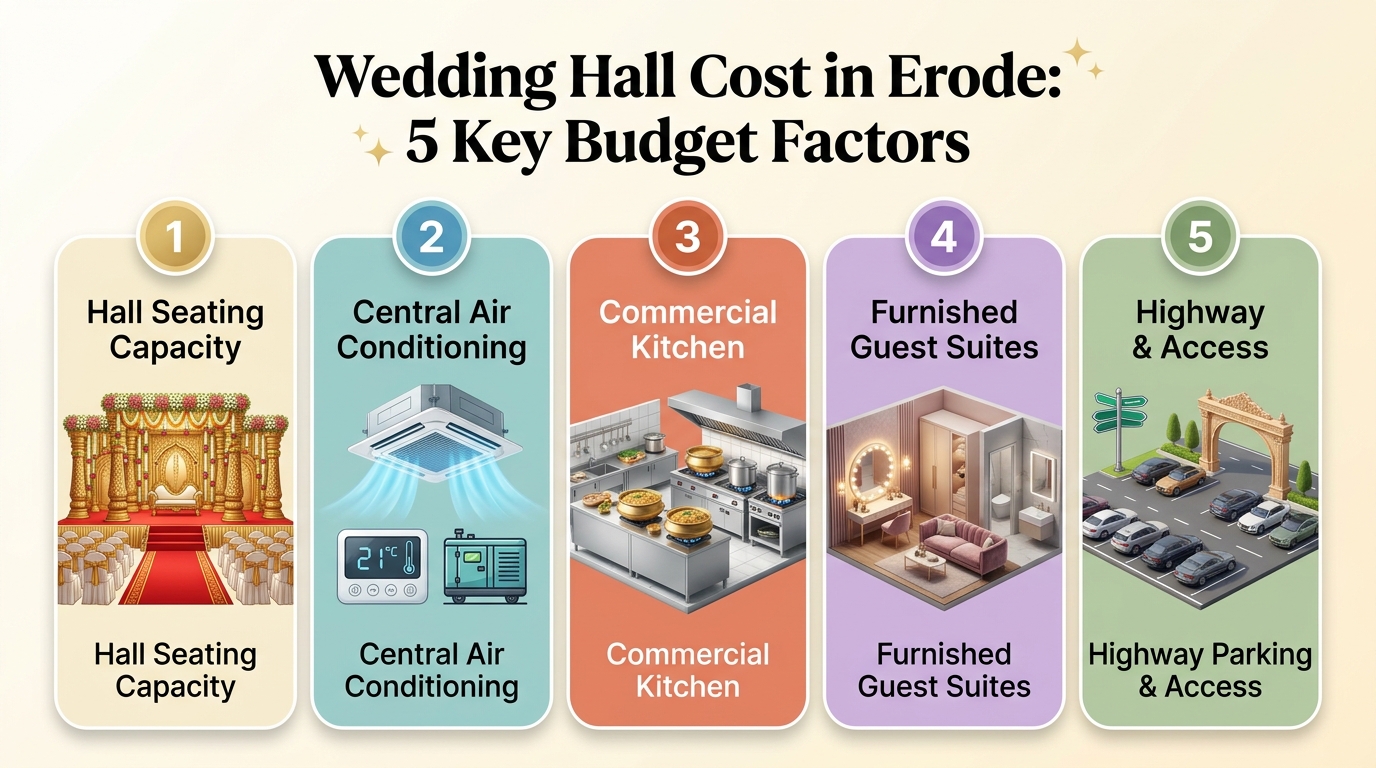 Wedding Hall Cost in Erode:
5 Key Budget Factors
1
Hall Seating
Capacity
Hall Seating
Capacity
2
Central Air
Conditioning
21°C
Central Air
Conditioning
3
Commercial
Kitchen
Commercial
Kitchen
4
Furnished
Guest Suites
Furnished
Guest Suites
5
Highway
& Access
Highway Parking
& Access